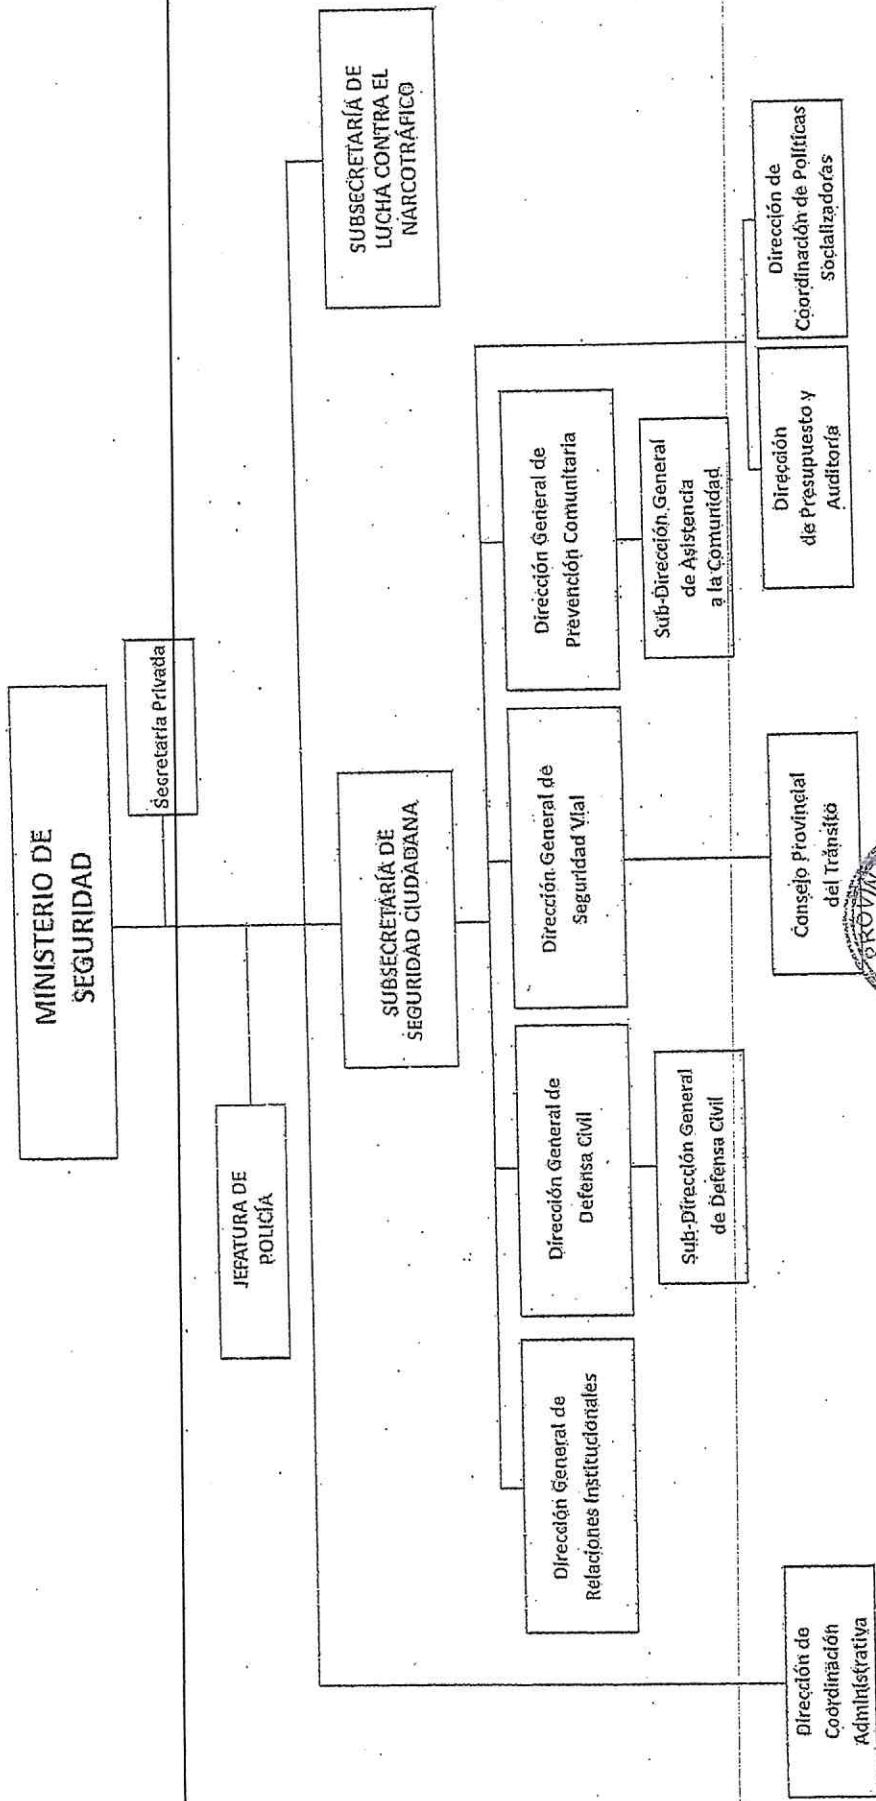 MINISTERIO DE
SEGURIDAD
Secretaría Privada
JEFATURA DE
POLICÍA
SUBSECRETARÍA DE
SEGURIDAD CIUDADANA
SUBSECRETARÍA DE
LUCHA CONTRA EL
NARCOTRÁFICO
Dirección General de
Relaciones Institucionales
Dirección General de
Defensa Civil
Dirección General de
Seguridad Vial
Dirección General de
Prevención Comunitaria
Sub-Dirección General
de Defensa Civil
Sub-Dirección General
de Asistencia
a la Comunidad
Dirección de
Coordinación
Administrativa
Consejo Provincial
del Tránsito
Dirección
de Presupuesto y
Auditoría
Dirección de
Coordinación de Políticas
Socializadoras